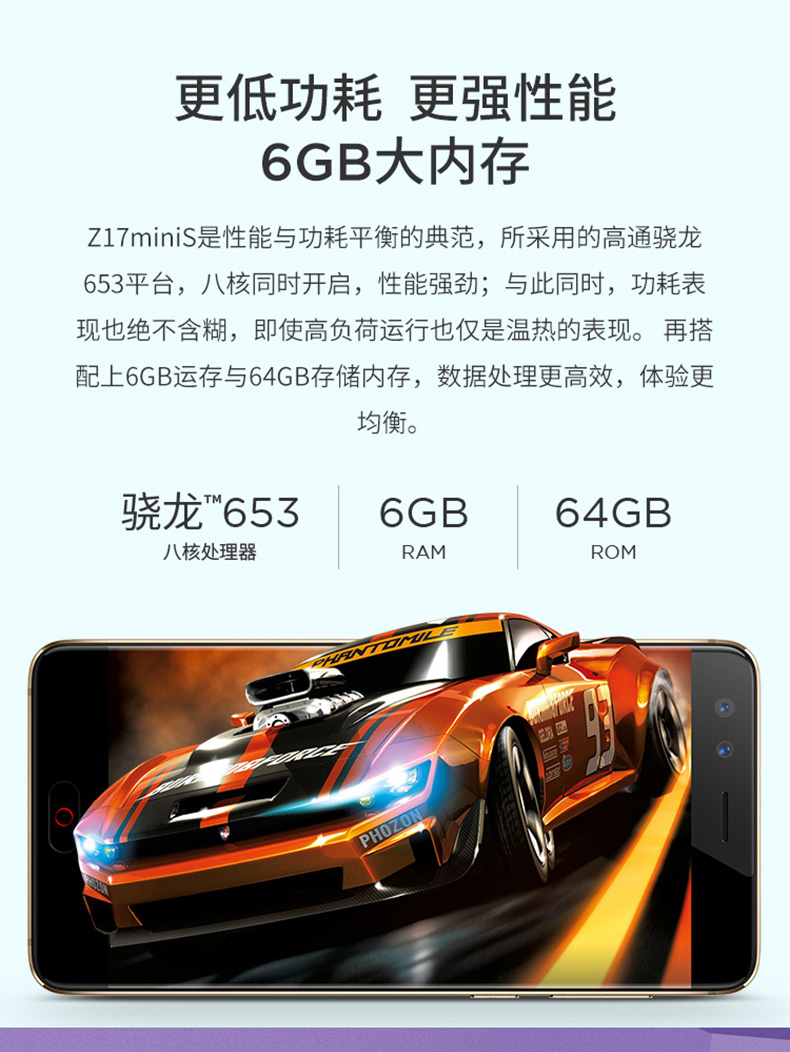 更低功耗 更强性能
6GB大内存
Z17miniS是性能与功耗平衡的典范，所采用的高通骁龙
653平台，八核同时开启，性能强劲；与此同时，功耗表
现也绝不含糊，即使高负荷运行也仅是温热的表现。 再搭
配上6GB运存与64GB存储内存，数据处理更高效，体验更
均衡。
骁龙™653
八核处理器
6GB
RAM
64GB
ROM
PHANTOMILE
93
PHOZON
PHOZON